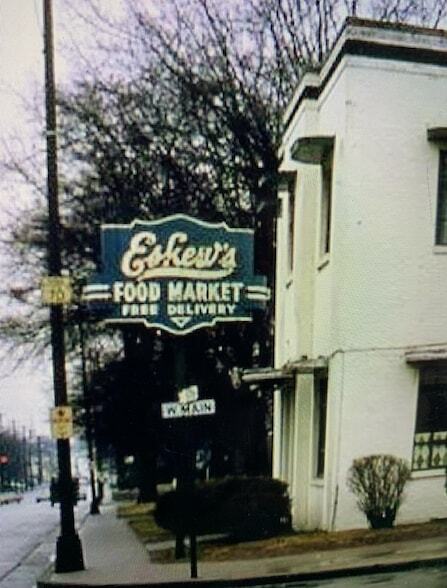 Eskew's
FOOD MARKET
FREE DELIVERY
W. MAIN